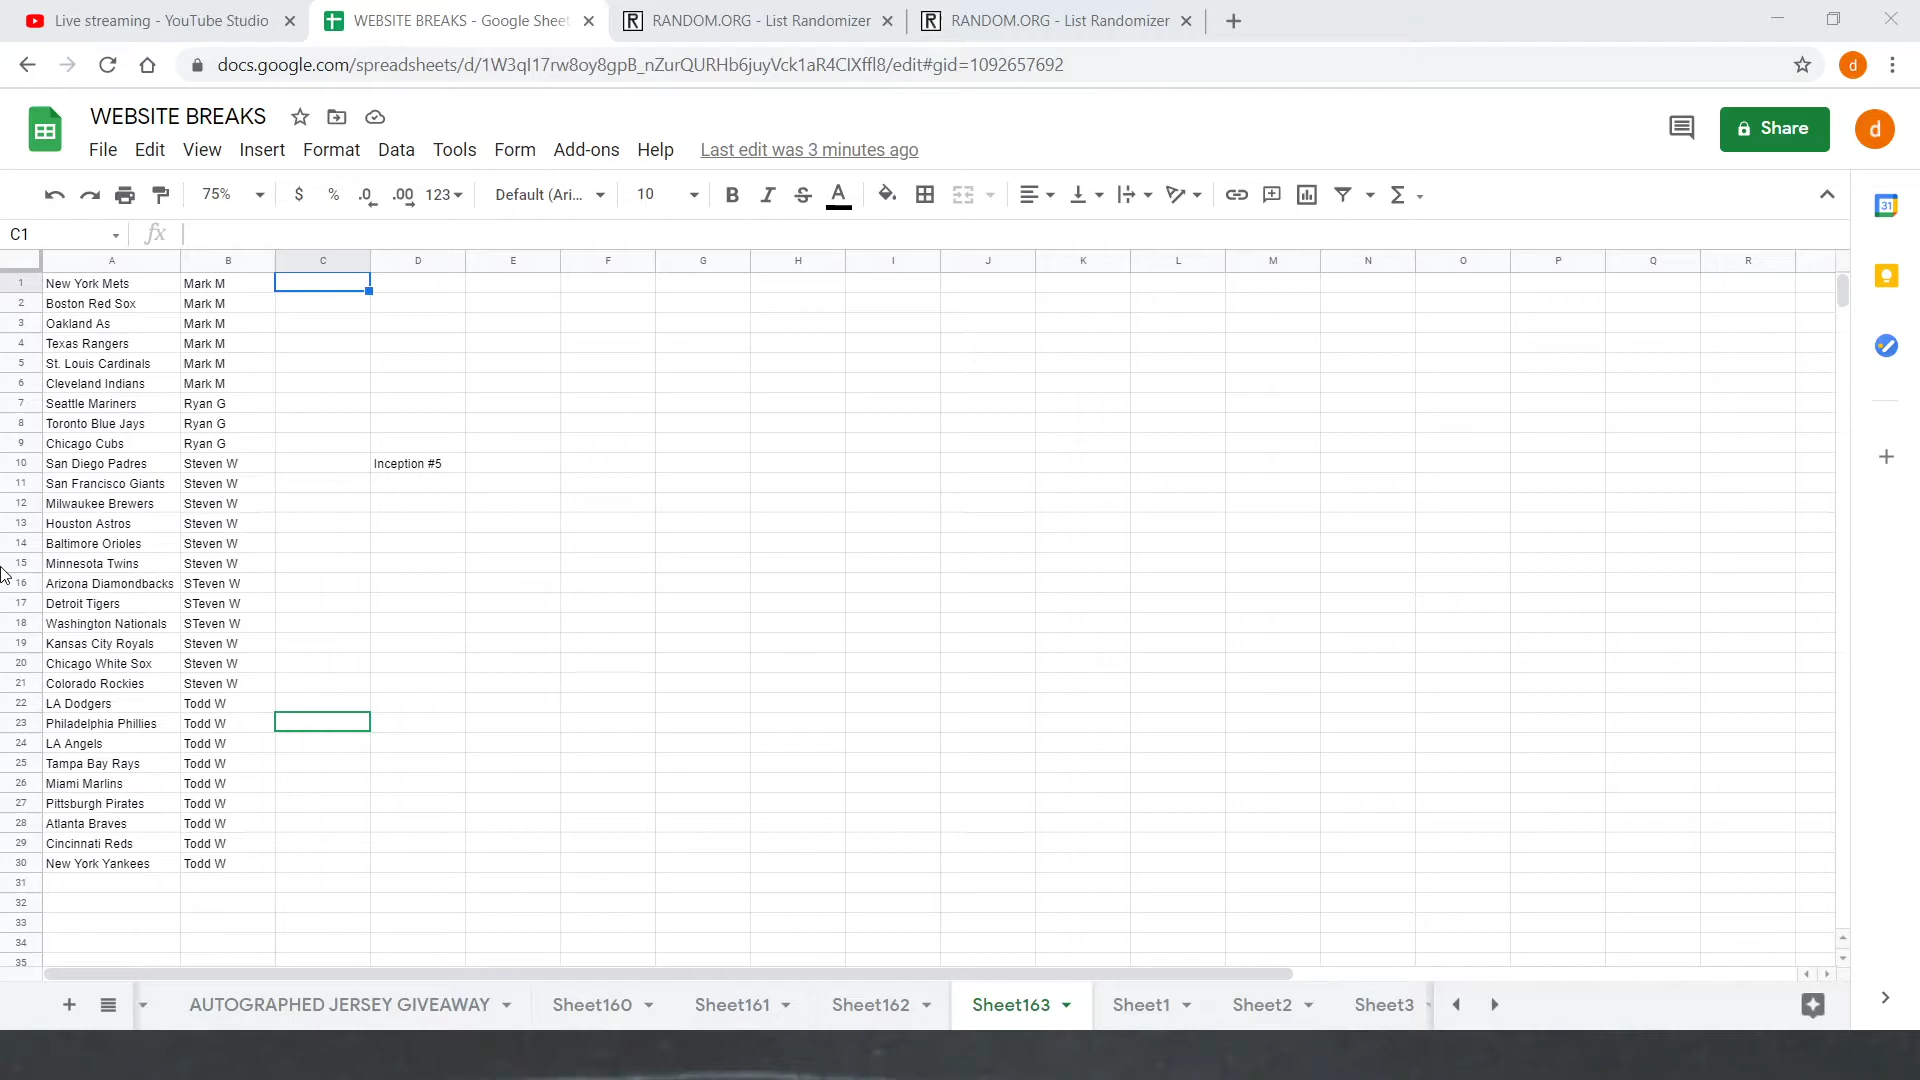 Live streaming - YouTube Studio
WEBSITE BREAKS - Google Sheet
RANDOM.ORG - List Randomizer
RANDOM.ORG - List Randomizer
docs.google.com/spreadsheets/d/1W3qI17rw8oy8gpB_nZurQURHb6juyVck1aR4CIXffl8/edit#gid=1092657692
d
WEBSITE BREAKS
Share
d
File Edit View Insert Format Data Tools Form Add-ons Help Last edit was 3 minutes ago
75% $ % .0 .00 123 Default (Ari... 10 B I S A Σ
31
C1 fx
A B C D E F G H I J K L M N O P Q R
1 New York Mets Mark M
2 Boston Red Sox Mark M
3 Oakland As Mark M
4 Texas Rangers Mark M
5 St. Louis Cardinals Mark M
6 Cleveland Indians Mark M
7 Seattle Mariners Ryan G
8 Toronto Blue Jays Ryan G
9 Chicago Cubs Ryan G
10 San Diego Padres Steven W Inception #5
11 San Francisco Giants Steven W
12 Milwaukee Brewers Steven W
13 Houston Astros Steven W
14 Baltimore Orioles Steven W
15 Minnesota Twins Steven W
16 Arizona Diamondbacks STeven W
17 Detroit Tigers STeven W
18 Washington Nationals STeven W
19 Kansas City Royals Steven W
20 Chicago White Sox Steven W
21 Colorado Rockies Steven W
22 LA Dodgers Todd W
23 Philadelphia Phillies Todd W
24 LA Angels Todd W
25 Tampa Bay Rays Todd W
26 Miami Marlins Todd W
27 Pittsburgh Pirates Todd W
28 Atlanta Braves Todd W
29 Cincinnati Reds Todd W
30 New York Yankees Todd W
31
32
33
34
35
AUTOGRAPHED JERSEY GIVEAWAY Sheet160 Sheet161 Sheet162 Sheet163 Sheet1 Sheet2 Sheet3